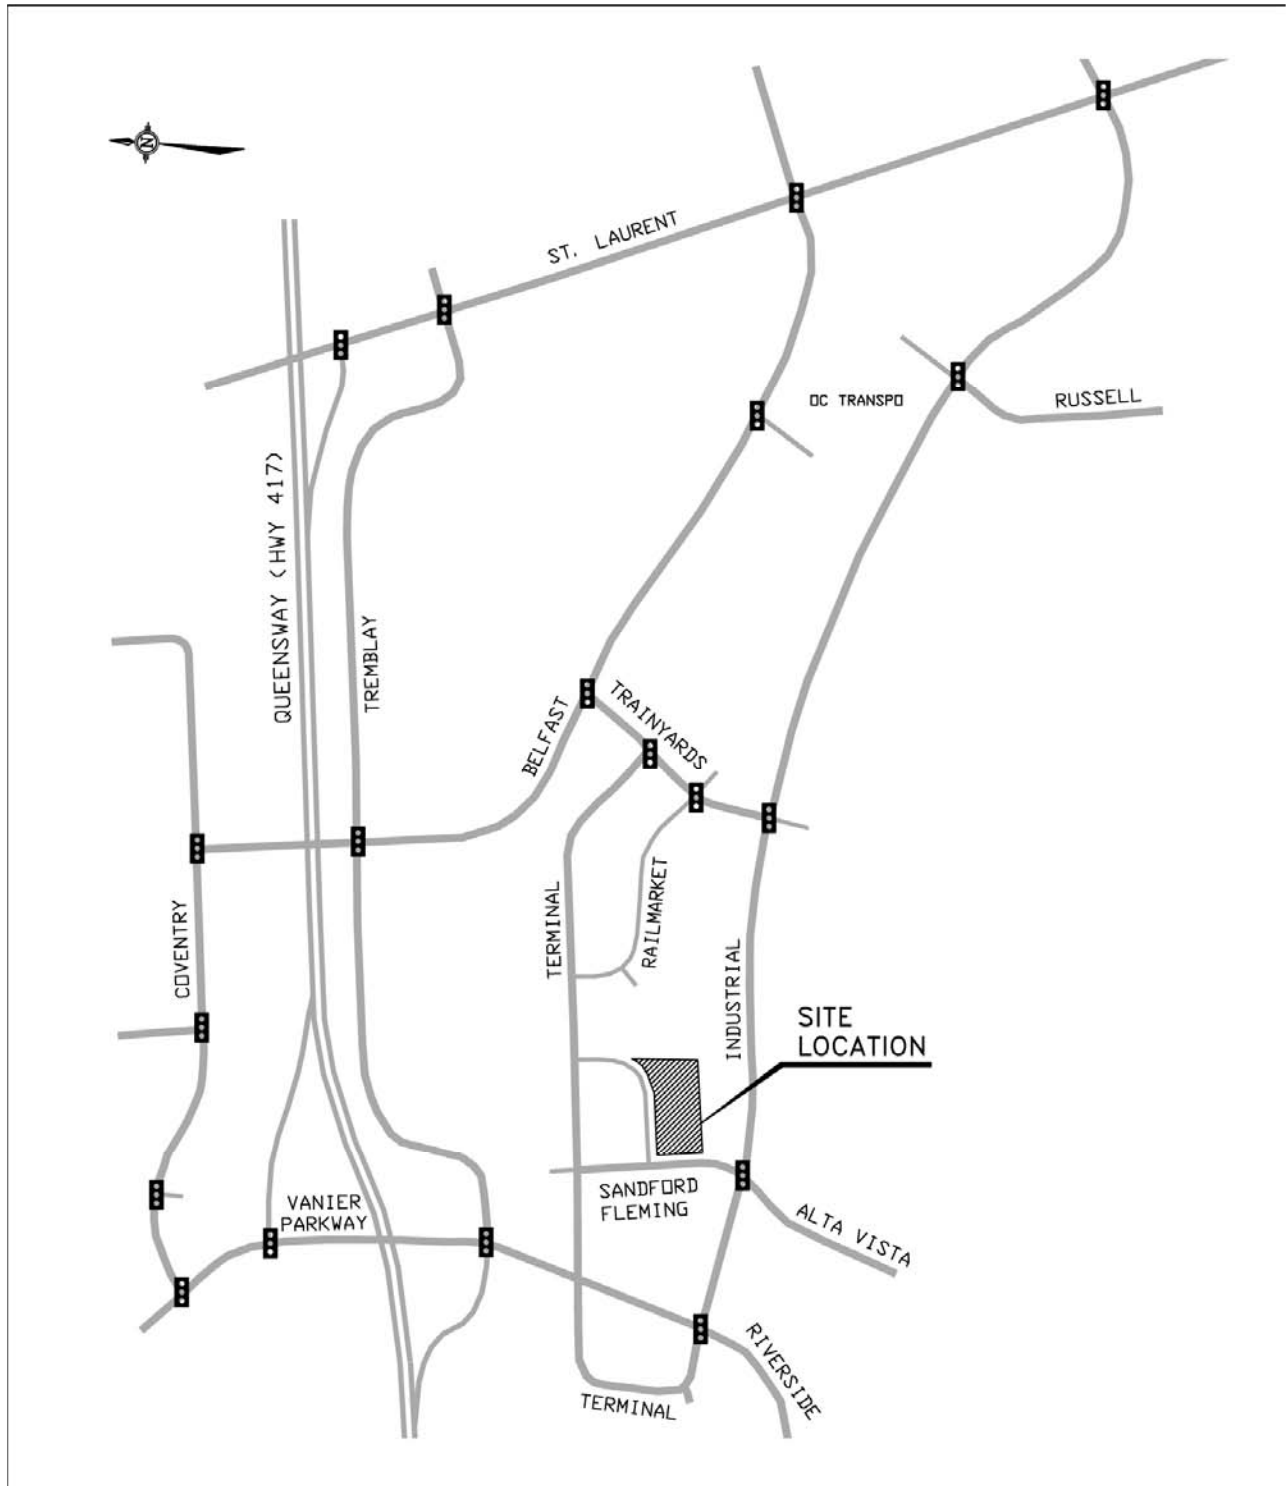 N
ST. LAURENT
OC TRANSPO
RUSSELL
QUEENSWAY (HWY 417)
TREMBLAY
BELFAST
TRAINYARDS
COVENTRY
TERMINAL
RAILMARKET
INDUSTRIAL
SITE
LOCATION
SANDFORD
FLEMING
VANIER
PARKWAY
ALTA VISTA
RIVERSIDE
TERMINAL